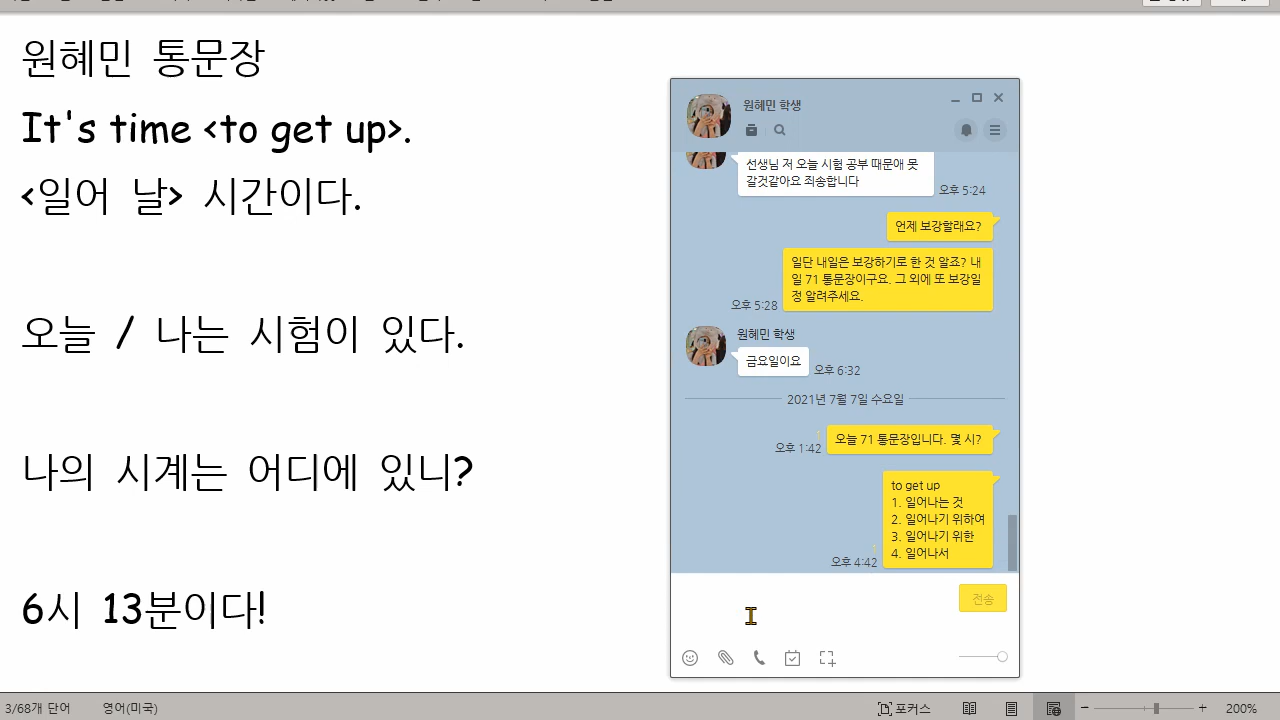 원혜민 통문장
It's time <to get up>.
<일어 날> 시간이다.
오늘 / 나는 시험이 있다.
나의 시계는 어디에 있니?
6시 13분이다!
원혜민 학생
선생님 저 오늘 시험 공부 때문애 못
갈것같아요 죄송합니다
오후 5:24
언제 보강할래요?
일단 내일은 보강하기로 한 것 알죠? 내
일 71 통문장이구요. 그 외에 또 보강일
정 알려주세요.
오후 5:28
원혜민 학생
금요일이요
오후 6:32
2021년 7월 7일 수요일
오늘 71 통문장입니다. 몇 시?
오후 1:42
to get up
1. 일어나는 것
2. 일어나기 위하여
3. 일어나기 위한
4. 일어나서
오후 4:42
전송
3/68개 단어 영어(미국) 포커스 200%